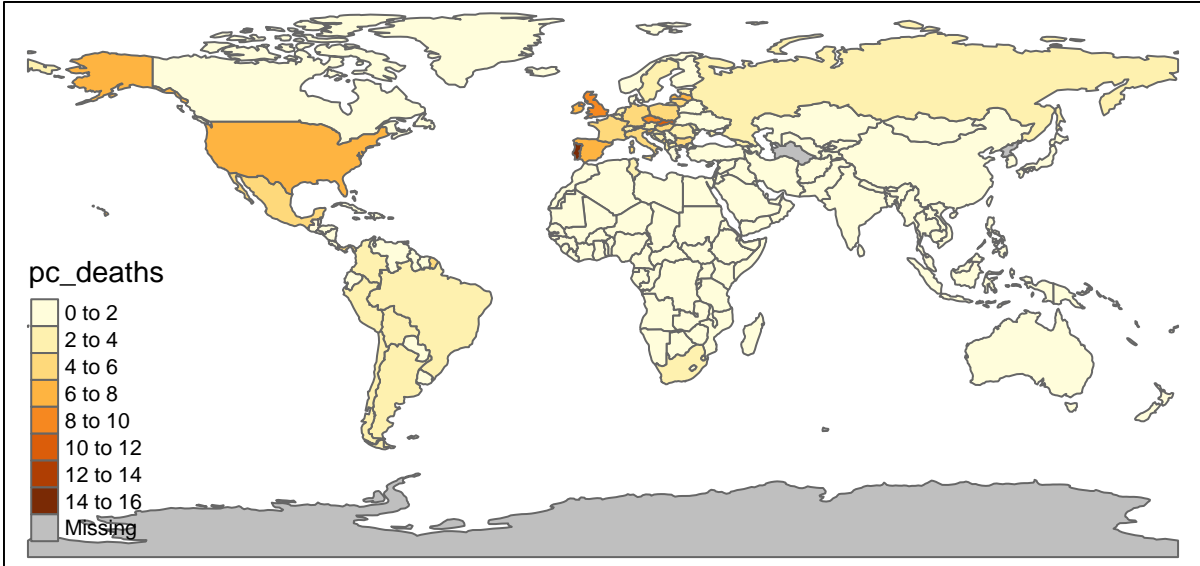 pc_deaths
0 to 2
2 to 4
4 to 6
6 to 8
8 to 10
10 to 12
12 to 14
14 to 16
Missing